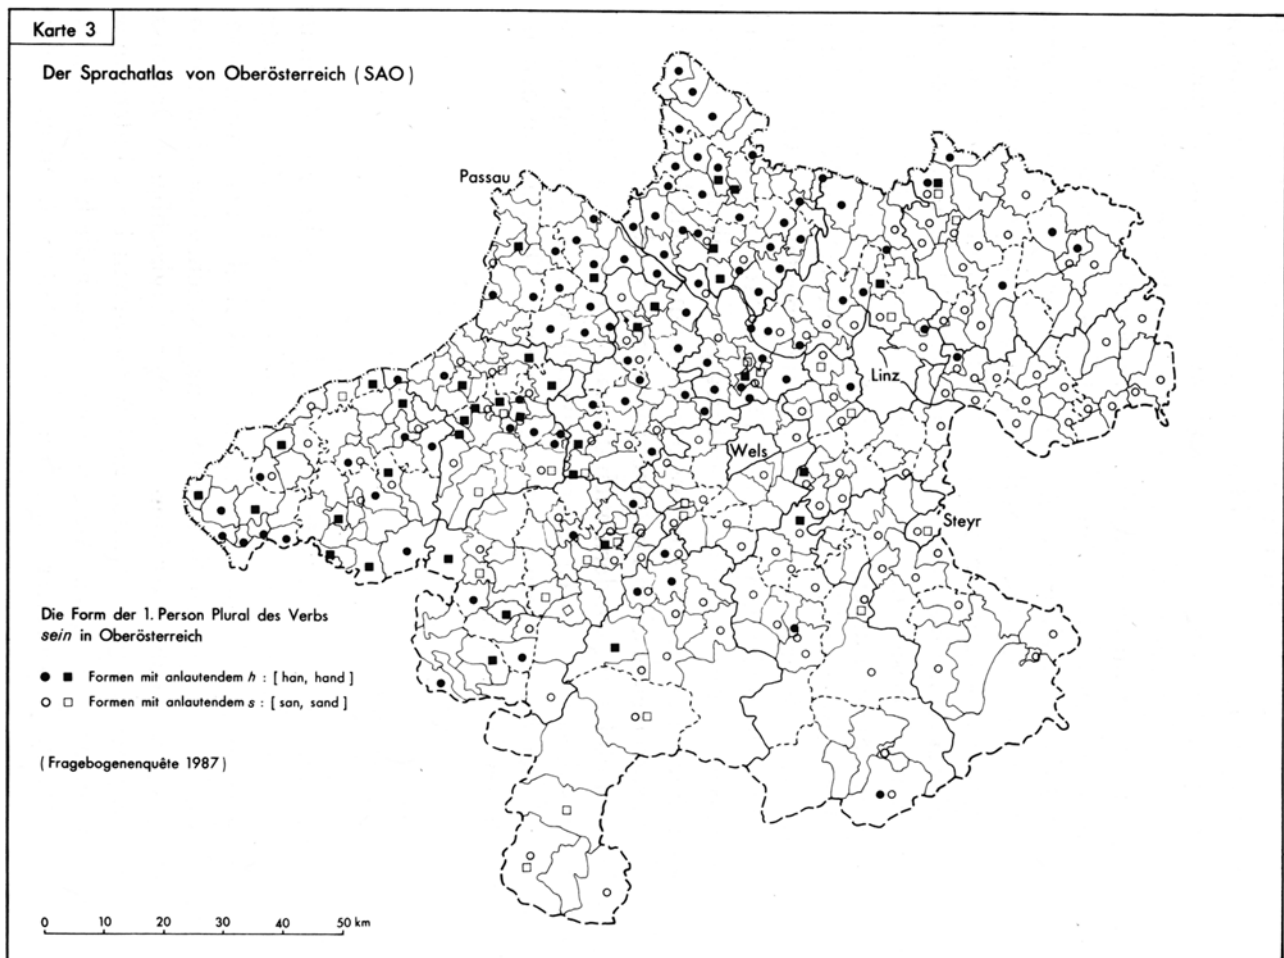 Karte 3
Der Sprachatlas von Oberösterreich (SAO)
Passau
Linz
Wels
Steyr
Die Form der 1. Person Plural des Verbs
sein in Oberösterreich
● ■ Formen mit anlautendem h : [ han, hand ]
○ □ Formen mit anlautendem s : [ san, sand ]
( Fragebogenenquête 1987 )
0 10 20 30 40 50 km